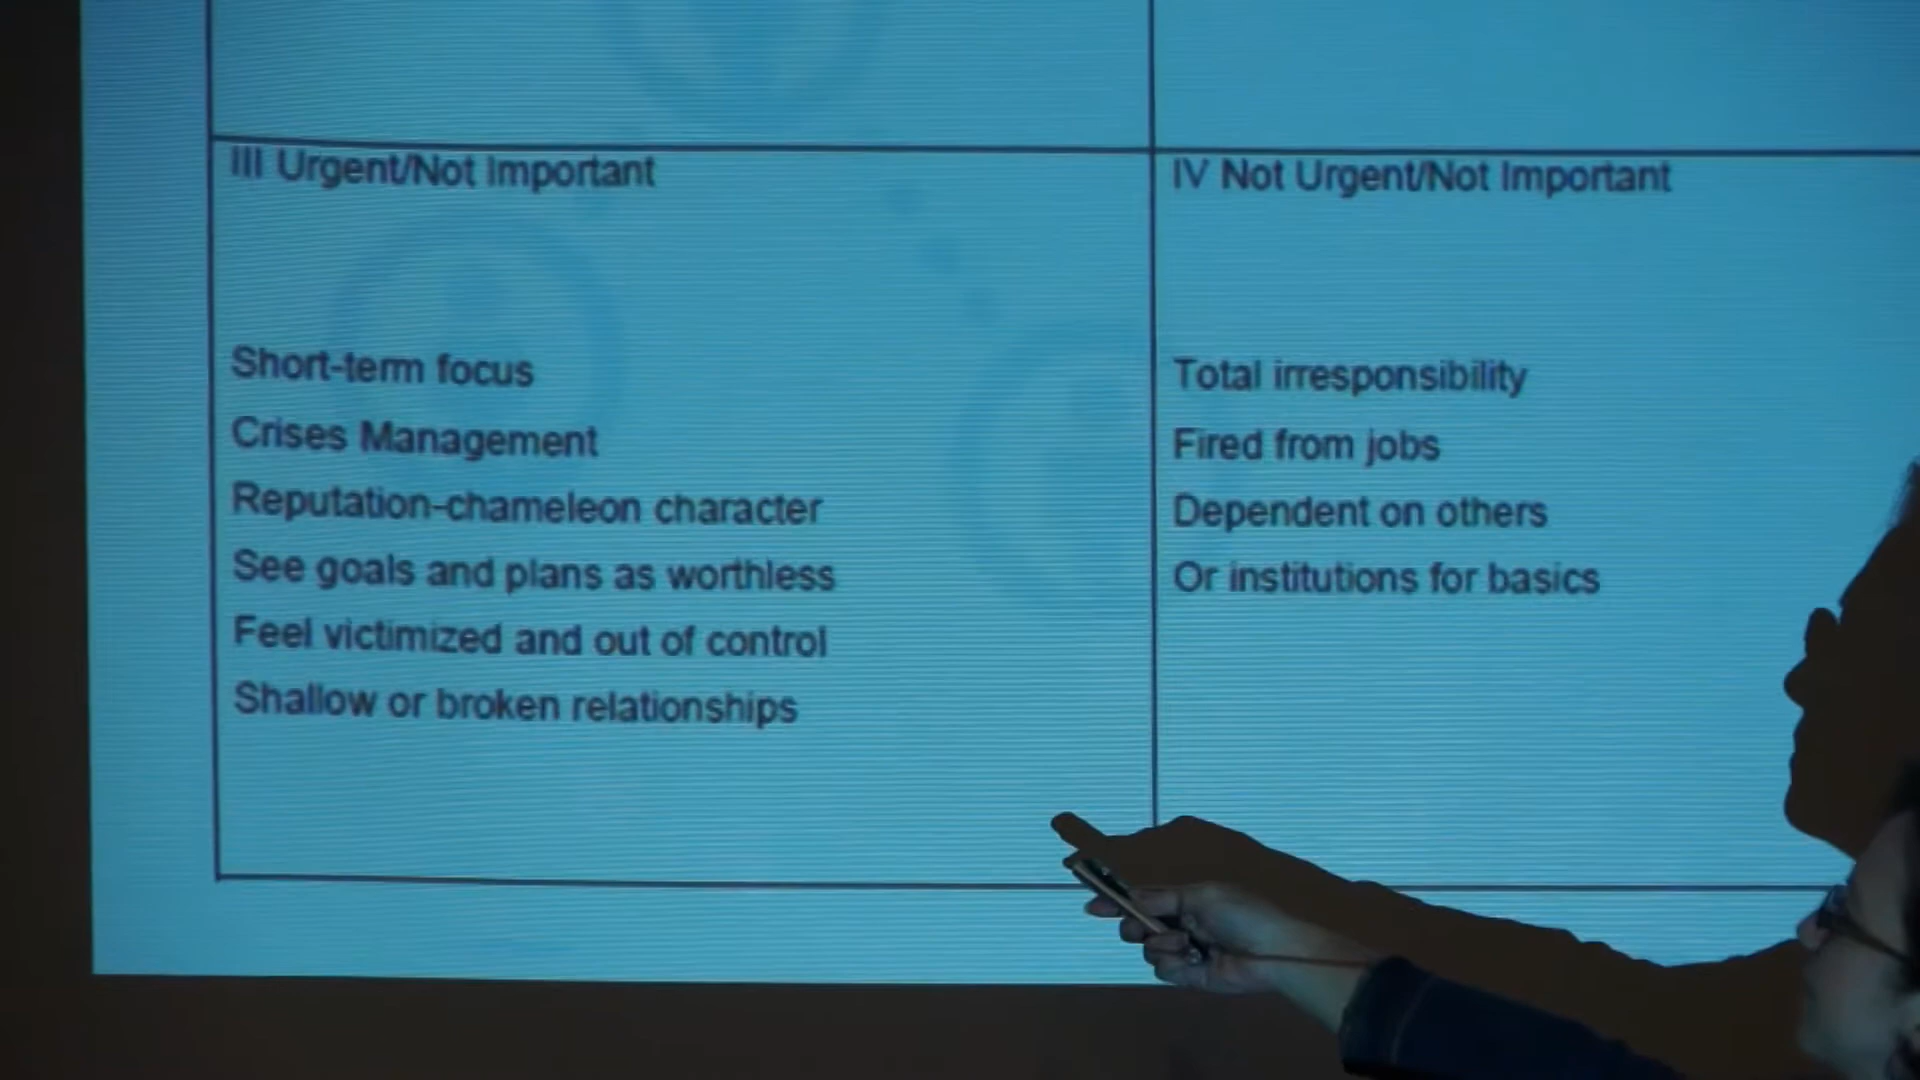 III Urgent/Not Important
Short-term focus
Crises Management
Reputation-chameleon character
See goals and plans as worthless
Feel victimized and out of control
Shallow or broken relationships
IV Not Urgent/Not Important
Total irresponsibility
Fired from jobs
Dependent on others
Or institutions for basics